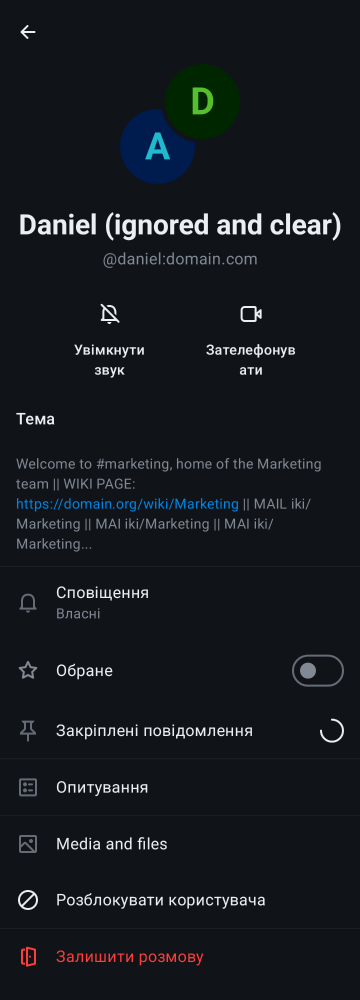 D
A
Daniel (ignored and clear)
@daniel:domain.com
Увімкнути
звук
Зателефонув
ати
Тема
Welcome to #marketing, home of the Marketing
team || WIKI PAGE:
https://domain.org/wiki/Marketing || MAIL iki/
Marketing || MAI iki/Marketing || MAI iki/
Marketing...
Сповіщення
Власні
Обране
Закріплені повідомлення
Опитування
Media and files
Розблокувати користувача
Залишити розмову